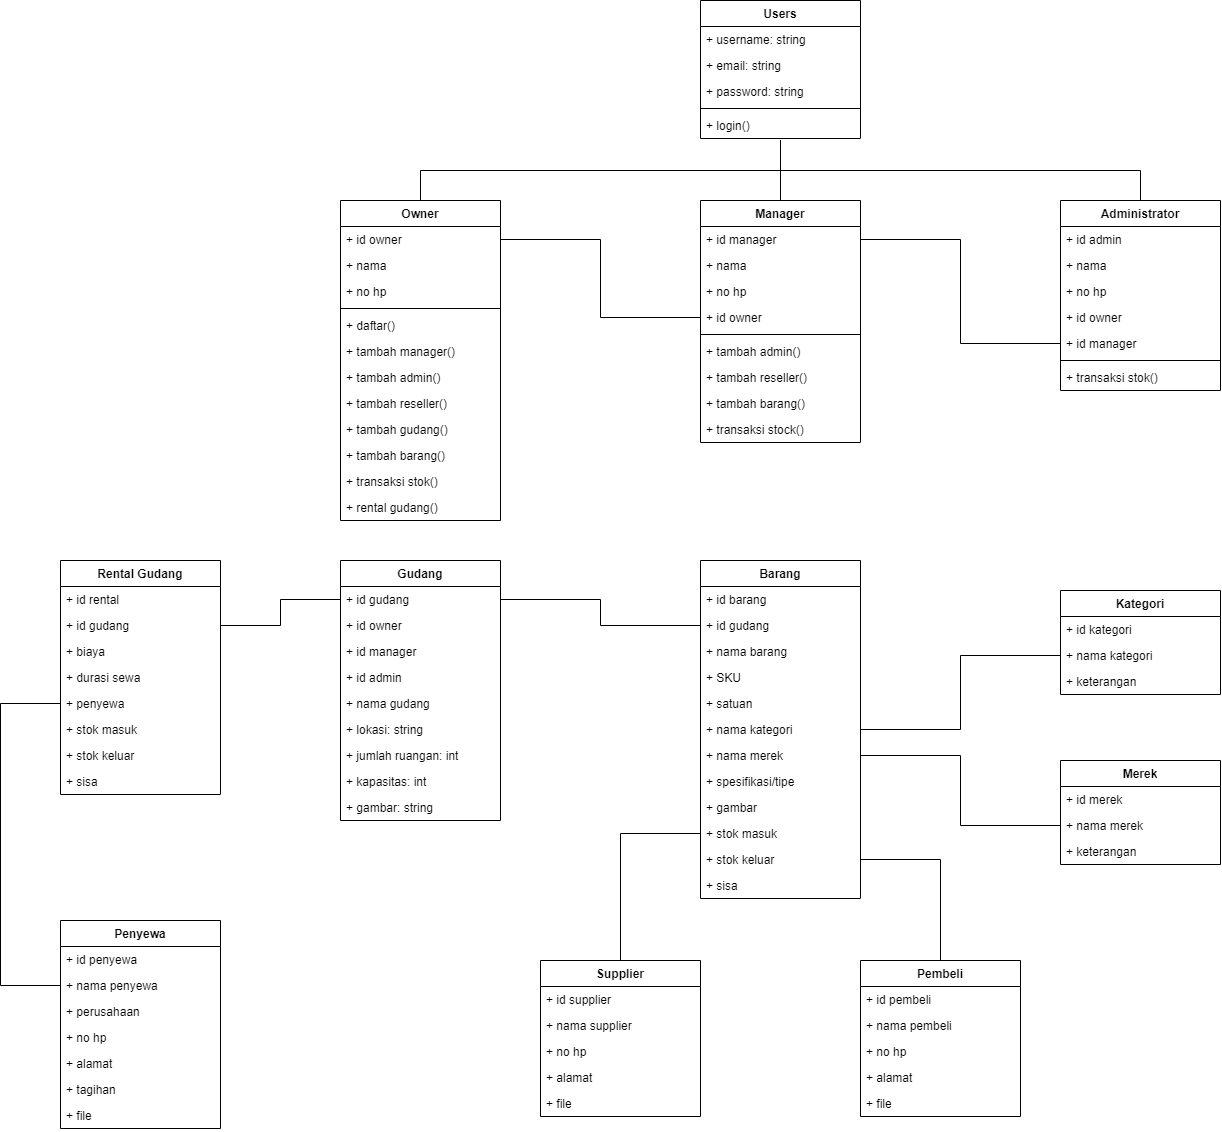 Users
+ username: string
+ email: string
+ password: string
+ login()
Owner
+ id owner
+ nama
+ no hp
+ daftar()
+ tambah manager()
+ tambah admin()
+ tambah reseller()
+ tambah gudang()
+ tambah barang()
+ transaksi stok()
+ rental gudang()
Manager
+ id manager
+ nama
+ no hp
+ id owner
+ tambah admin()
+ tambah reseller()
+ tambah barang()
+ transaksi stock()
Administrator
+ id admin
+ nama
+ no hp
+ id owner
+ id manager
+ transaksi stok()
Rental Gudang
+ id rental
+ id gudang
+ biaya
+ durasi sewa
+ penyewa
+ stok masuk
+ stok keluar
+ sisa
Gudang
+ id gudang
+ id owner
+ id manager
+ id admin
+ nama gudang
+ lokasi: string
+ jumlah ruangan: int
+ kapasitas: int
+ gambar: string
Barang
+ id barang
+ id gudang
+ nama barang
+ SKU
+ satuan
+ nama kategori
+ nama merek
+ spesifikasi/tipe
+ gambar
+ stok masuk
+ stok keluar
+ sisa
Kategori
+ id kategori
+ nama kategori
+ keterangan
Merek
+ id merek
+ nama merek
+ keterangan
Penyewa
+ id penyewa
+ nama penyewa
+ perusahaan
+ no hp
+ alamat
+ tagihan
+ file
Supplier
+ id supplier
+ nama supplier
+ no hp
+ alamat
+ file
Pembeli
+ id pembeli
+ nama pembeli
+ no hp
+ alamat
+ file